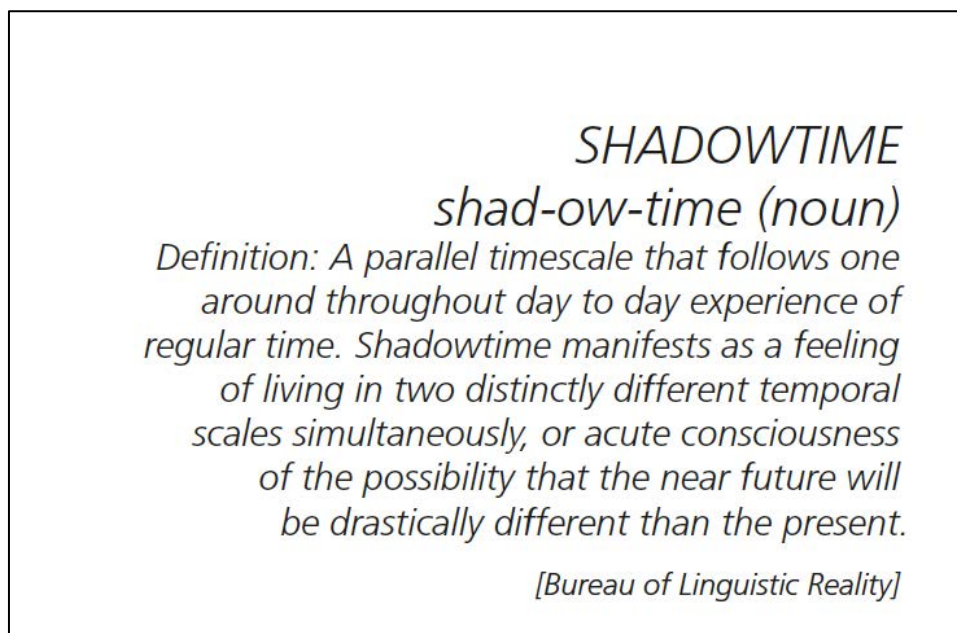 SHADOWTIME
shad-ow-time (noun)
Definition: A parallel timescale that follows one
around throughout day to day experience of
regular time. Shadowtime manifests as a feeling
of living in two distinctly different temporal
scales simultaneously, or acute consciousness
of the possibility that the near future will
be drastically different than the present.
[Bureau of Linguistic Reality]